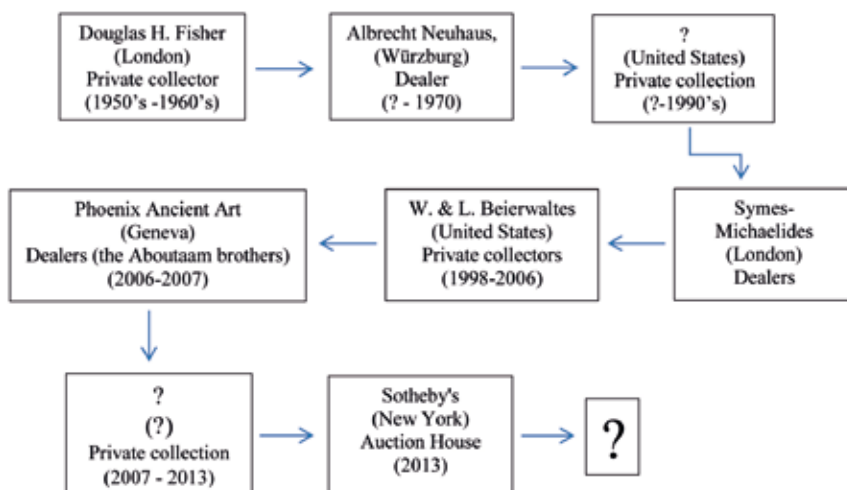 Douglas H. Fisher
(London)
Private collector
(1950's -1960's)
Albrecht Neuhaus,
(Würzburg)
Dealer
(? - 1970)
?
(United States)
Private collection
(?-1990's)
Symes-
Michaelides
(London)
Dealers
W. & L. Beierwaltes
(United States)
Private collectors
(1998-2006)
Phoenix Ancient Art
(Geneva)
Dealers (the Aboutaam brothers)
(2006-2007)
?
(?)
Private collection
(2007 - 2013)
Sotheby's
(New York)
Auction House
(2013)
?